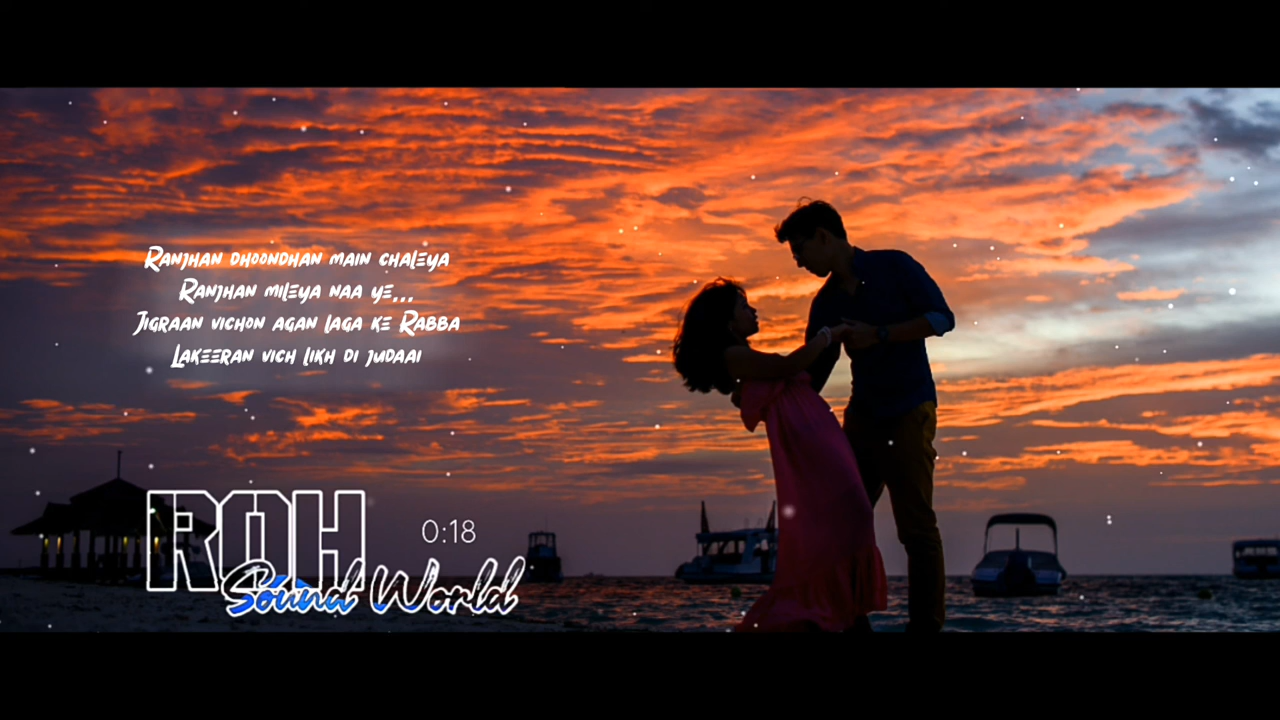 Ranjhan dhoondhan main chaleya
Ranjhan mileya naa ye...
Jigraan vichon agan laga ke Rabba
Lakeeran vich likh di judaai
ROH
0:18
Sound World